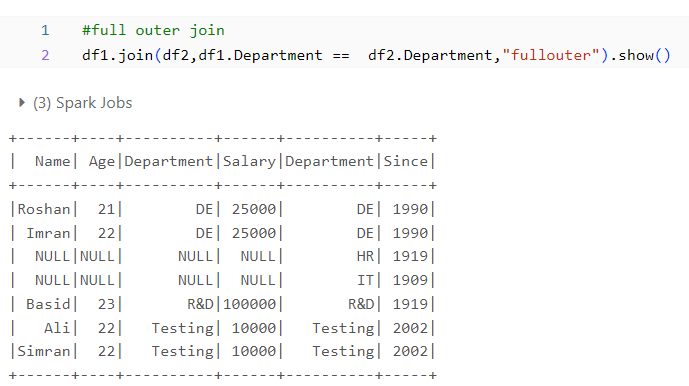 1 #full outer join
2 df1.join(df2,df1.Department ==  df2.Department,"fullouter").show()
(3) Spark Jobs
+------+----+----------+------+----------+-----+
|  Name| Age|Department|Salary|Department|Since|
+------+----+----------+------+----------+-----+
|Roshan|  21|        DE| 25000|        DE| 1990|
| Imran|  22|        DE| 25000|        DE| 1990|
|  NULL|NULL|      NULL|  NULL|        HR| 1919|
|  NULL|NULL|      NULL|  NULL|        IT| 1909|
| Basid|  23|       R&D|100000|       R&D| 1919|
|   Ali|  22|   Testing| 10000|   Testing| 2002|
|Simran|  22|   Testing| 10000|   Testing| 2002|
+------+----+----------+------+----------+-----+